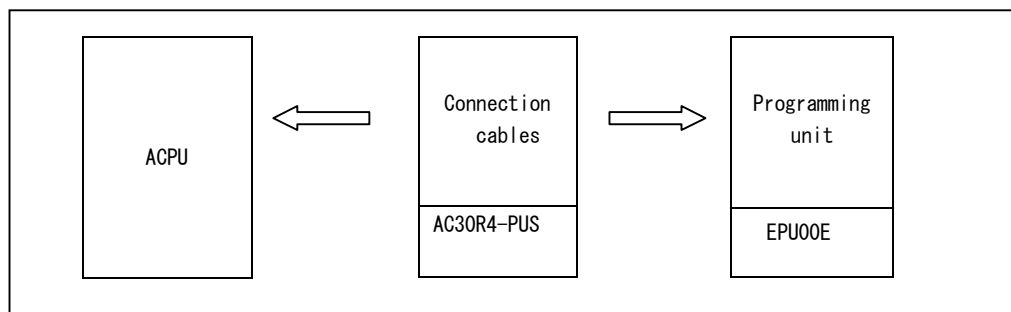 ACPU
Connection
cables
AC30R4-PUS
Programming
unit
EPU00E